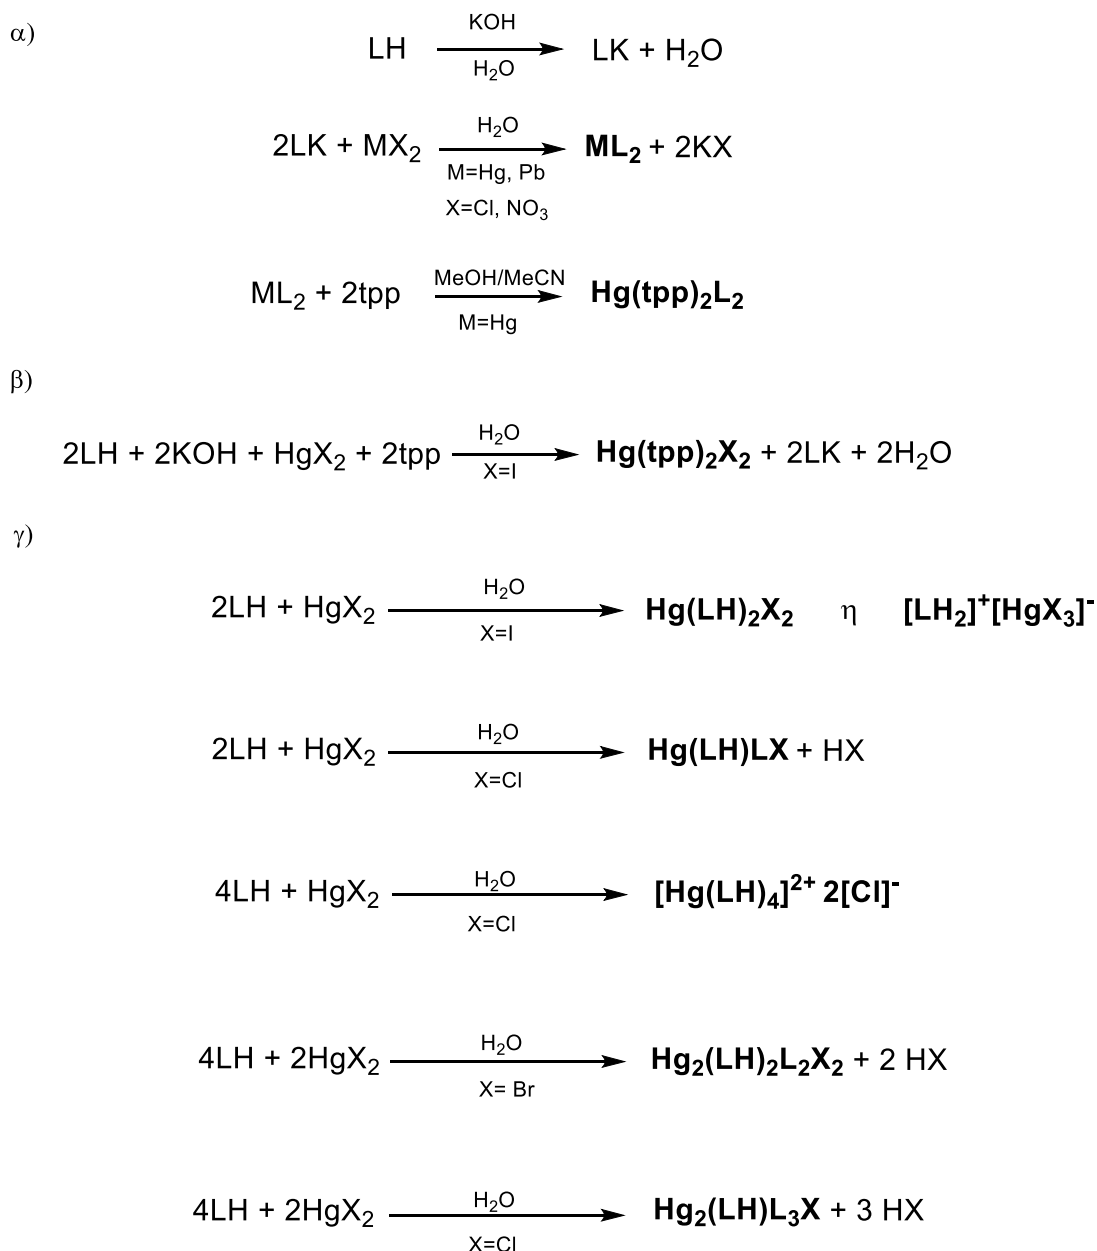 α)
KOH
LH → LK + H₂O
H₂O
H₂O
2LK + MX₂ → ML₂ + 2KX
M=Hg, Pb
X=Cl, NO₃
MeOH/MeCN
ML₂ + 2tpp → Hg(tpp)₂L₂
M=Hg
β)
H₂O
2LH + 2KOH + HgX₂ + 2tpp → Hg(tpp)₂X₂ + 2LK + 2H₂O
X=I
γ)
H₂O
2LH + HgX₂ → Hg(LH)₂X₂ η [LH₂]⁺[HgX₃]⁻
X=I
H₂O
2LH + HgX₂ → Hg(LH)LX + HX
X=Cl
H₂O
4LH + HgX₂ → [Hg(LH)₄]²⁺ 2[Cl]⁻
X=Cl
H₂O
4LH + 2HgX₂ → Hg₂(LH)₂L₂X₂ + 2 HX
X= Br
H₂O
4LH + 2HgX₂ → Hg₂(LH)L₃X + 3 HX
X=Cl